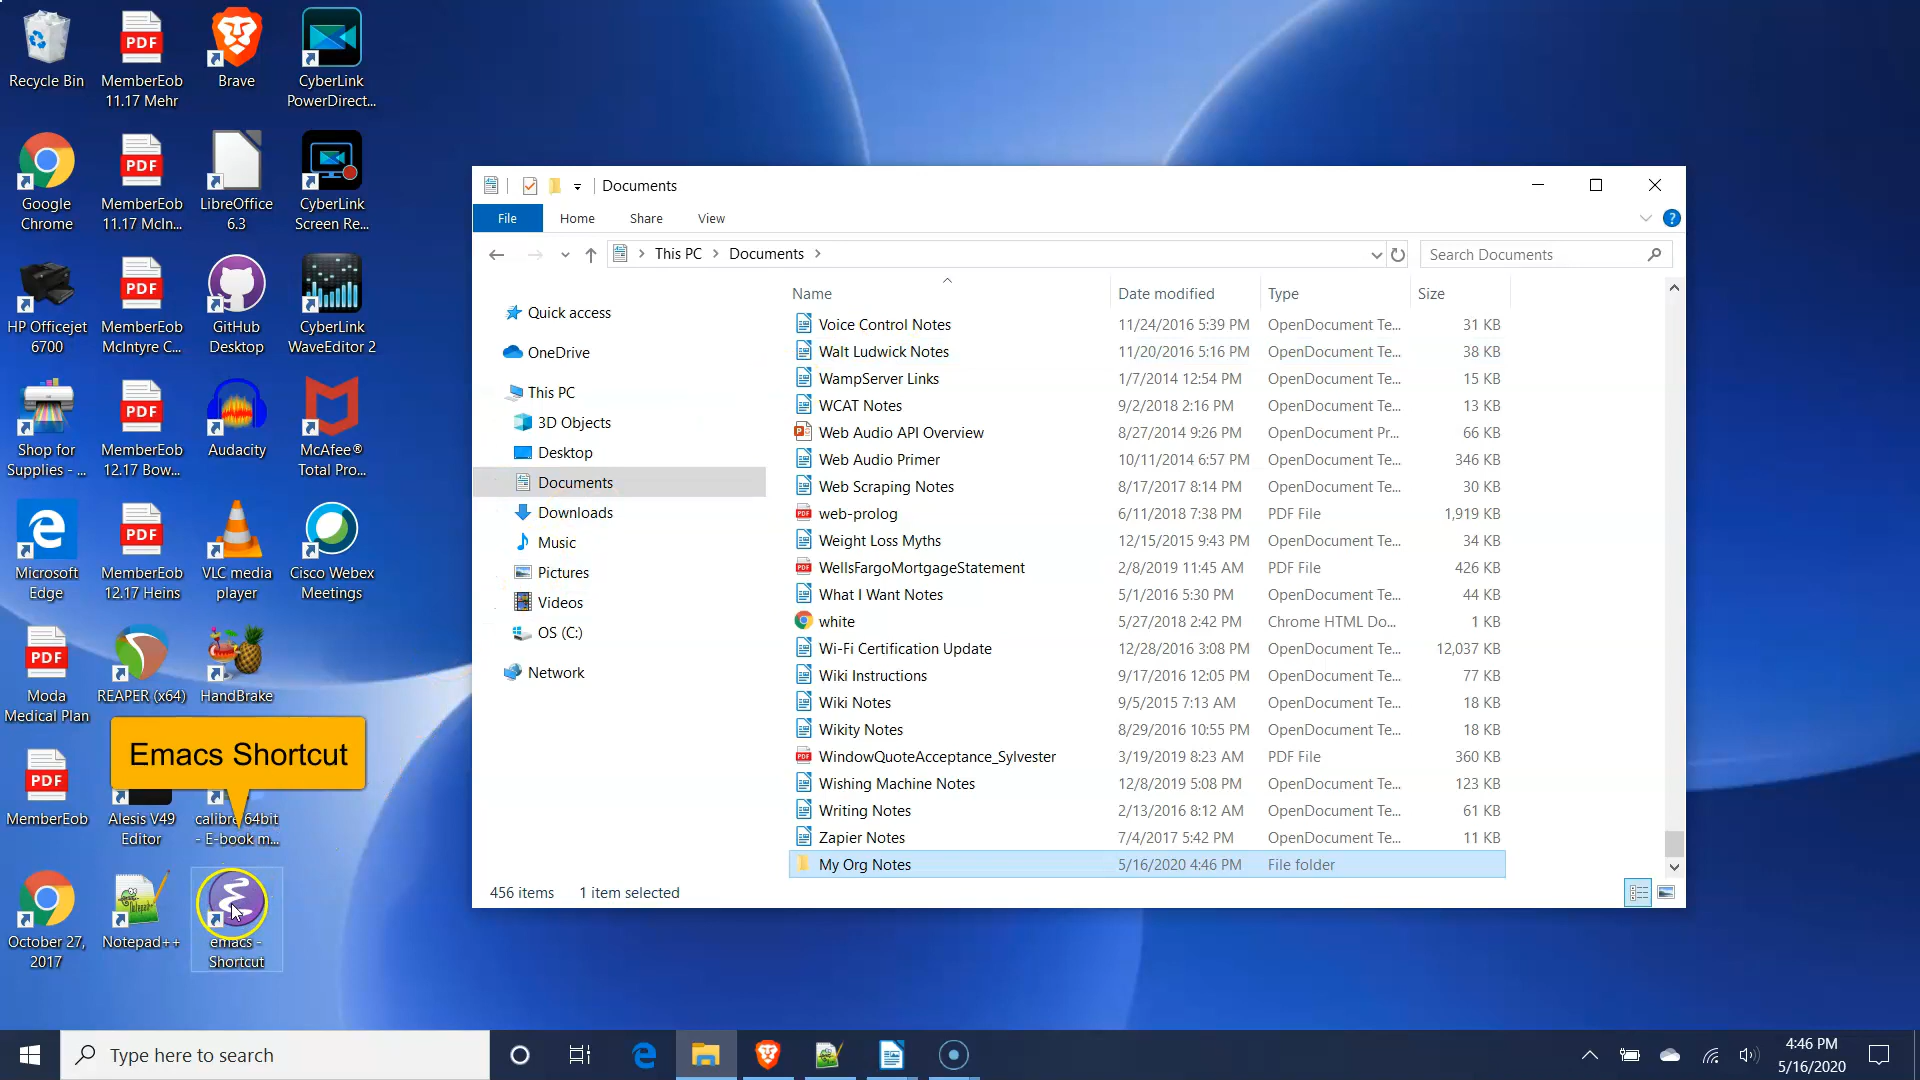 Recycle Bin
PDF
MemberEob
11.17 Mehr
Brave
CyberLink
PowerDirect...
Google
Chrome
PDF
MemberEob
11.17 McIn...
LibreOffice
6.3
CyberLink
Screen Re...
HP Officejet
6700
PDF
MemberEob
McIntyre C...
GitHub
Desktop
CyberLink
WaveEditor 2
Shop for
Supplies - ...
PDF
MemberEob
12.17 Bow...
Audacity
McAfee®
Total Pro...
Microsoft
Edge
PDF
MemberEob
12.17 Heins
VLC media
player
Cisco Webex
Meetings
PDF
Moda
Medical Plan
REAPER (x64)
HandBrake
Emacs Shortcut
PDF
MemberEob
Alesis V49
Editor
calibre 64bit
- E-book m...
October 27,
2017
Notepad++
emacs -
Shortcut
Documents
File Home Share View
This PC Documents
Search Documents
Quick access
OneDrive
This PC
3D Objects
Desktop
Documents
Downloads
Music
Pictures
Videos
OS (C:)
Network
Name Date modified Type Size
Voice Control Notes 11/24/2016 5:39 PM OpenDocument Te... 31 KB
Walt Ludwick Notes 11/20/2016 5:16 PM OpenDocument Te... 38 KB
WampServer Links 1/7/2014 12:54 PM OpenDocument Te... 15 KB
WCAT Notes 9/2/2018 2:16 PM OpenDocument Te... 13 KB
Web Audio API Overview 8/27/2014 9:26 PM OpenDocument Pr... 66 KB
Web Audio Primer 10/11/2014 6:57 PM OpenDocument Te... 346 KB
Web Scraping Notes 8/17/2017 8:14 PM OpenDocument Te... 30 KB
web-prolog 6/11/2018 7:38 PM PDF File 1,919 KB
Weight Loss Myths 12/15/2015 9:43 PM OpenDocument Te... 34 KB
WellsFargoMortgageStatement 2/8/2019 11:45 AM PDF File 426 KB
What I Want Notes 5/1/2016 5:30 PM OpenDocument Te... 44 KB
white 5/27/2018 2:42 PM Chrome HTML Do... 1 KB
Wi-Fi Certification Update 12/28/2016 3:08 PM OpenDocument Te... 12,037 KB
Wiki Instructions 9/17/2016 12:05 PM OpenDocument Te... 77 KB
Wiki Notes 9/5/2015 7:13 AM OpenDocument Te... 18 KB
Wikity Notes 8/29/2016 10:55 PM OpenDocument Te... 18 KB
WindowQuoteAcceptance_Sylvester 3/19/2019 8:23 AM PDF File 360 KB
Wishing Machine Notes 12/8/2019 5:08 PM OpenDocument Te... 123 KB
Writing Notes 2/13/2016 8:12 AM OpenDocument Te... 61 KB
Zapier Notes 7/4/2017 5:42 PM OpenDocument Te... 11 KB
My Org Notes 5/16/2020 4:46 PM File folder
456 items 1 item selected
Type here to search
4:46 PM
5/16/2020